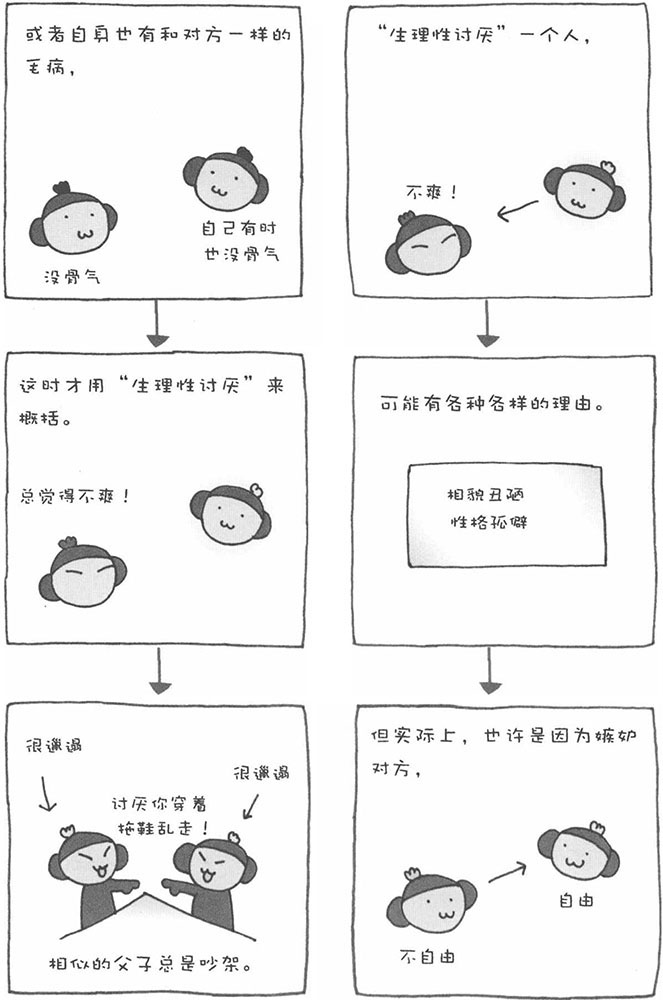 “生理性讨厌”一个人，
不爽！
可能有各种各样的理由。
相貌丑陋
性格孤僻
但实际上，也许是因为嫉妒
对方，
自由
不自由
或者自身也有和对方一样的
毛病，
自己有时
也没骨气
没骨气
这时才用“生理性讨厌”来
概括。
总觉得不爽！
很邋遢
很邋遢
讨厌你穿着
拖鞋乱走！
相似的父子总是吵架。